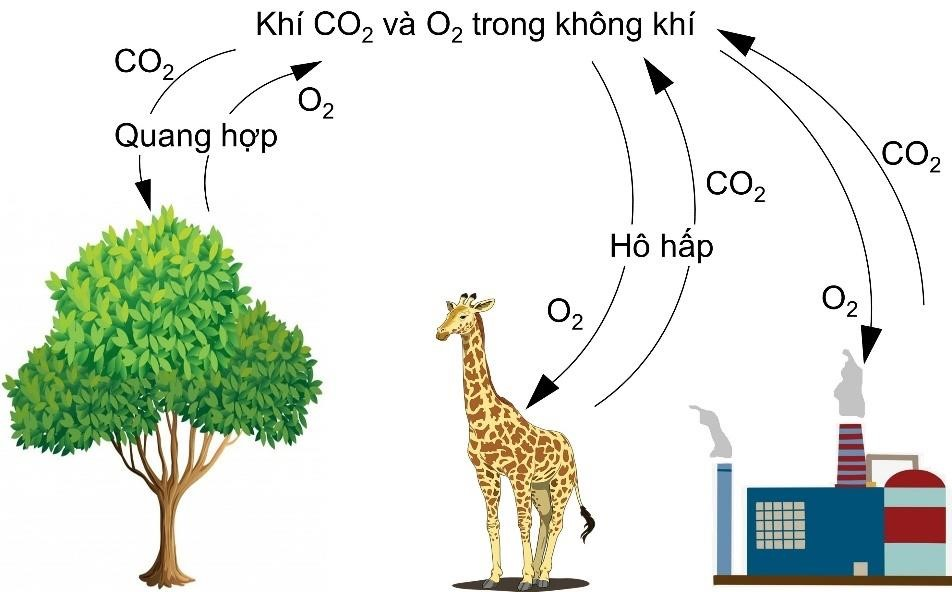 Khí CO₂ và O₂ trong không khí
CO₂
O₂
Quang hợp
CO₂
CO₂
Hô hấp
O₂
O₂